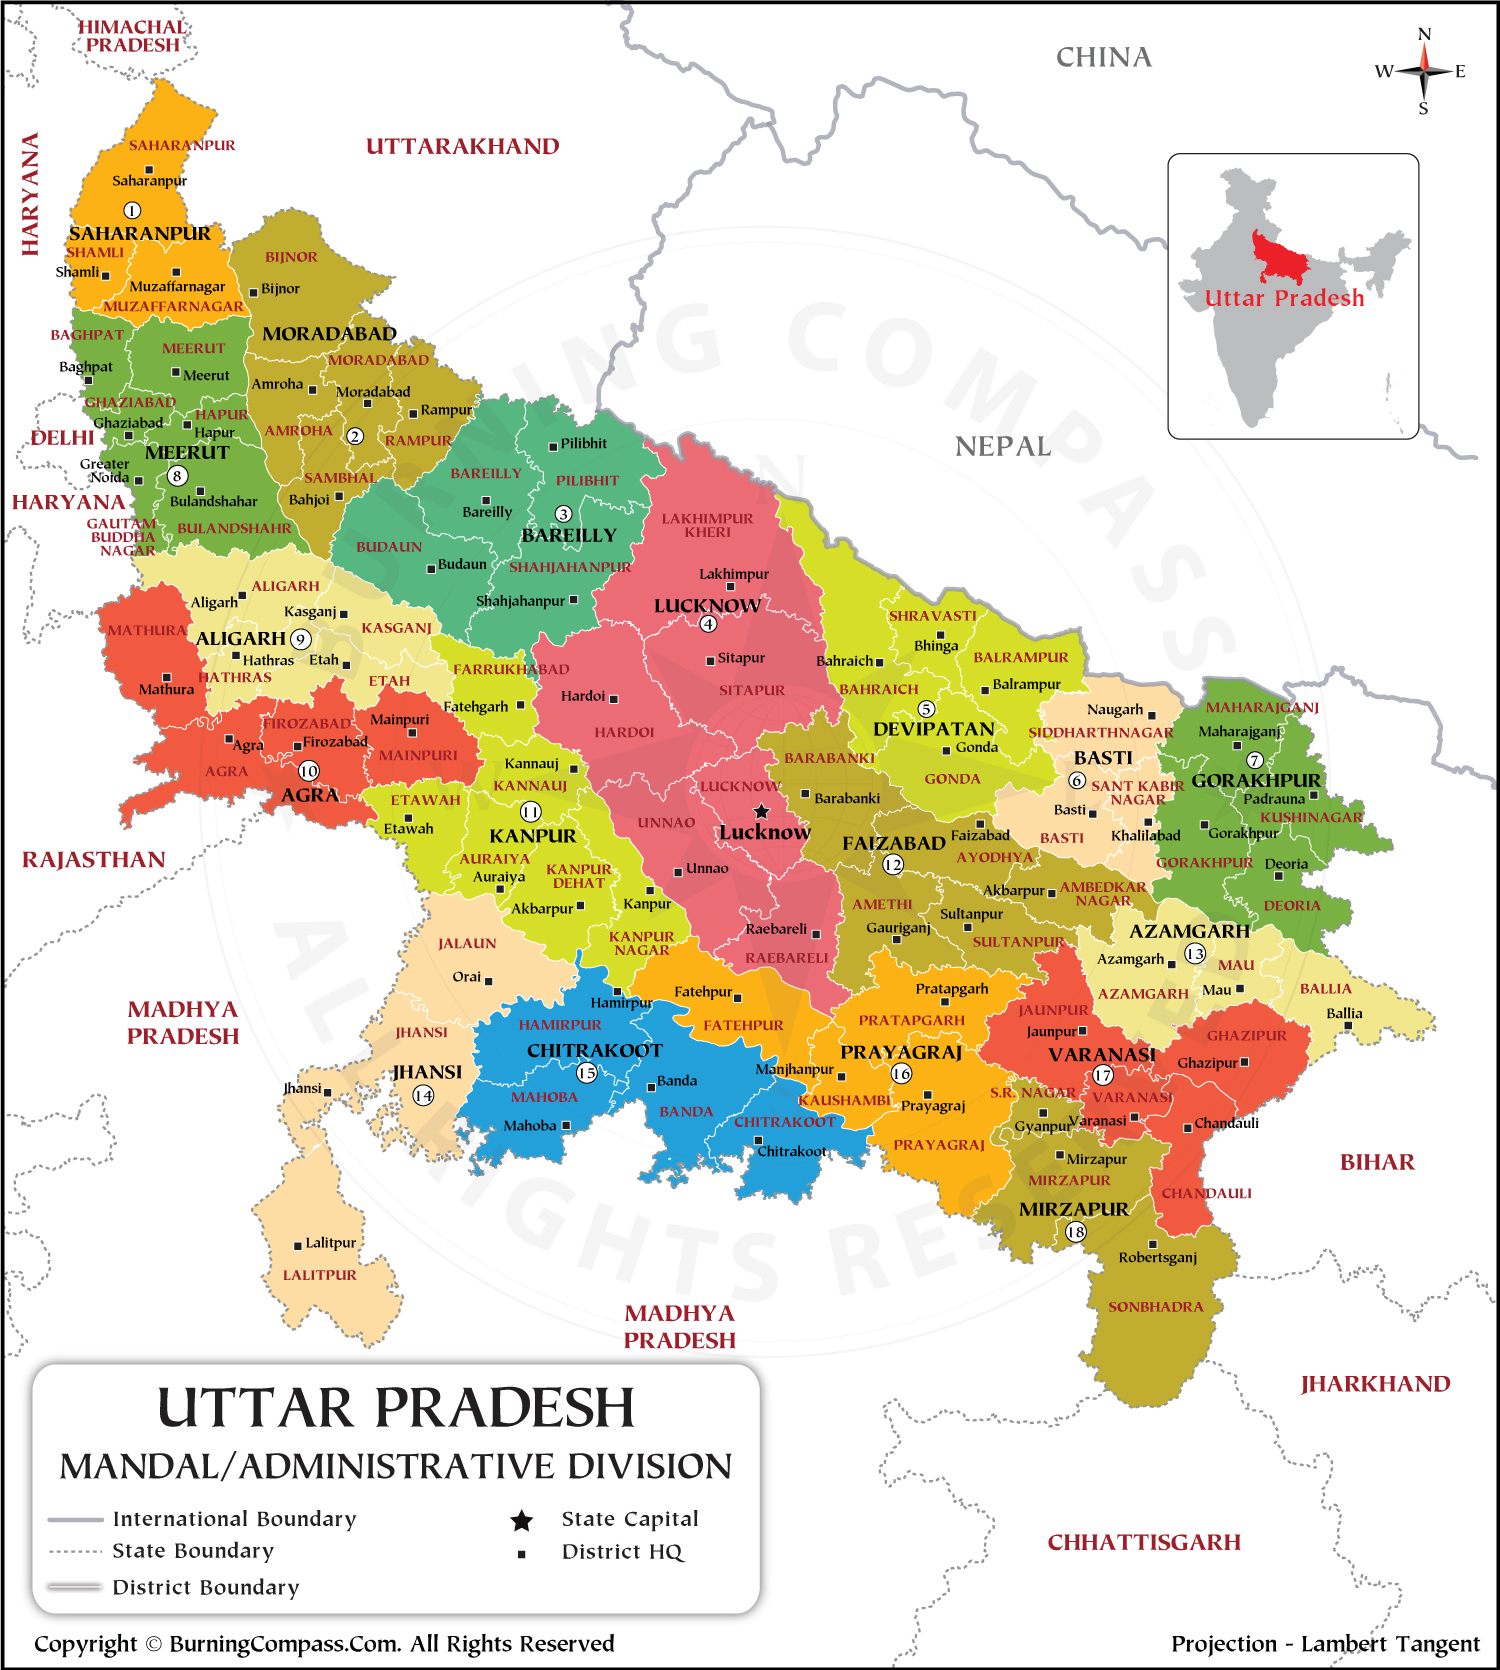 HIMACHAL
PRADESH
CHINA
N
W
E
S
HARYANA
UTTARAKHAND
Uttar Pradesh
NEPAL
DELHI
HARYANA
RAJASTHAN
MADHYA
PRADESH
MADHYA
PRADESH
BIHAR
JHARKHAND
CHHATTISGARH
SAHARANPUR
Saharanpur
1
SAHARANPUR
SHAMLI
Shamli
Muzaffarnagar
MUZAFFARNAGAR
BIJNOR
Bijnor
MORADABAD
MORADABAD
Amroha
Moradabad
Rampur
AMROHA
2
RAMPUR
SAMBHAL
Bahjoi
BAGHPAT
MEERUT
Baghpat
Meerut
GHAZIABAD
HAPUR
Ghaziabad
Hapur
MEERUT
Greater
Noida
8
Bulandshahar
GAUTAM
BUDDHA
NAGAR
BULANDSHAHR
Pilibhit
BAREILLY
PILIBHIT
Bareilly
3
BAREILLY
BUDAUN
Budaun
SHAHJAHANPUR
Shahjahanpur
LAKHIMPUR
KHERI
Lakhimpur
LUCKNOW
4
Sitapur
SITAPUR
Hardoi
HARDOI
LUCKNOW
Lucknow
UNNAO
Unnao
Raebareli
RAEBARELI
ALIGARH
Aligarh
Kasganj
KASGANJ
ALIGARH
9
Hathras
Etah
HATHRAS
ETAH
MATHURA
Mathura
FIROZABAD
Mainpuri
Agra
Firozabad
MAINPURI
AGRA
10
AGRA
FARRUKHABAD
Fatehgarh
Kannauj
KANNAUJ
ETAWAH
Etawah
11
KANPUR
AURAIYA
Auraiya
KANPUR
DEHAT
Akbarpur
Kanpur
KANPUR
NAGAR
SHRAVASTI
Bhinga
Bahraich
BALRAMPUR
BAHRAICH
Balrampur
5
DEVIPATAN
Gonda
GONDA
Naugarh
SIDDHARTHNAGAR
BASTI
6
SANT KABIR
NAGAR
Basti
Khalilabad
BASTI
MAHARAJGANJ
Maharajganj
7
GORAKHPUR
Padrauna
KUSHINAGAR
Gorakhpur
GORAKHPUR
Deoria
DEORIA
BARABANKI
Barabanki
FAIZABAD
12
Faizabad
AYODHYA
Akbarpur
AMBEDKAR
NAGAR
AMETHI
Gauriganj
Sultanpur
SULTANPUR
AZAMGARH
13
Azamgarh
MAU
Mau
AZAMGARH
BALLIA
Ballia
JALAUN
Orai
JHANSI
JHANSI
14
Jhansi
Lalitpur
LALITPUR
Hamirpur
HAMIRPUR
CHITRAKOOT
15
Banda
MAHOBA
BANDA
Mahoba
CHITRAKOOT
Chitrakoot
Fatehpur
FATEHPUR
Pratapgarh
PRATAPGARH
PRAYAGRAJ
16
Manjhanpur
KAUSHAMBI
Prayagraj
PRAYAGRAJ
JAUNPUR
Jaunpur
GHAZIPUR
VARANASI
Ghazipur
17
VARANASI
Varanasi
Chandauli
CHANDAULI
S.R. NAGAR
Gyanpur
Mirzapur
MIRZAPUR
MIRZAPUR
18
Robertsganj
SONBHADRA
BURNING COMPASS
ALL RIGHTS RESERVED
N
UTTAR PRADESH
MANDAL/ADMINISTRATIVE DIVISION
International Boundary
State Boundary
District Boundary
State Capital
District HQ
Copyright © BurningCompass.Com. All Rights Reserved
Projection - Lambert Tangent